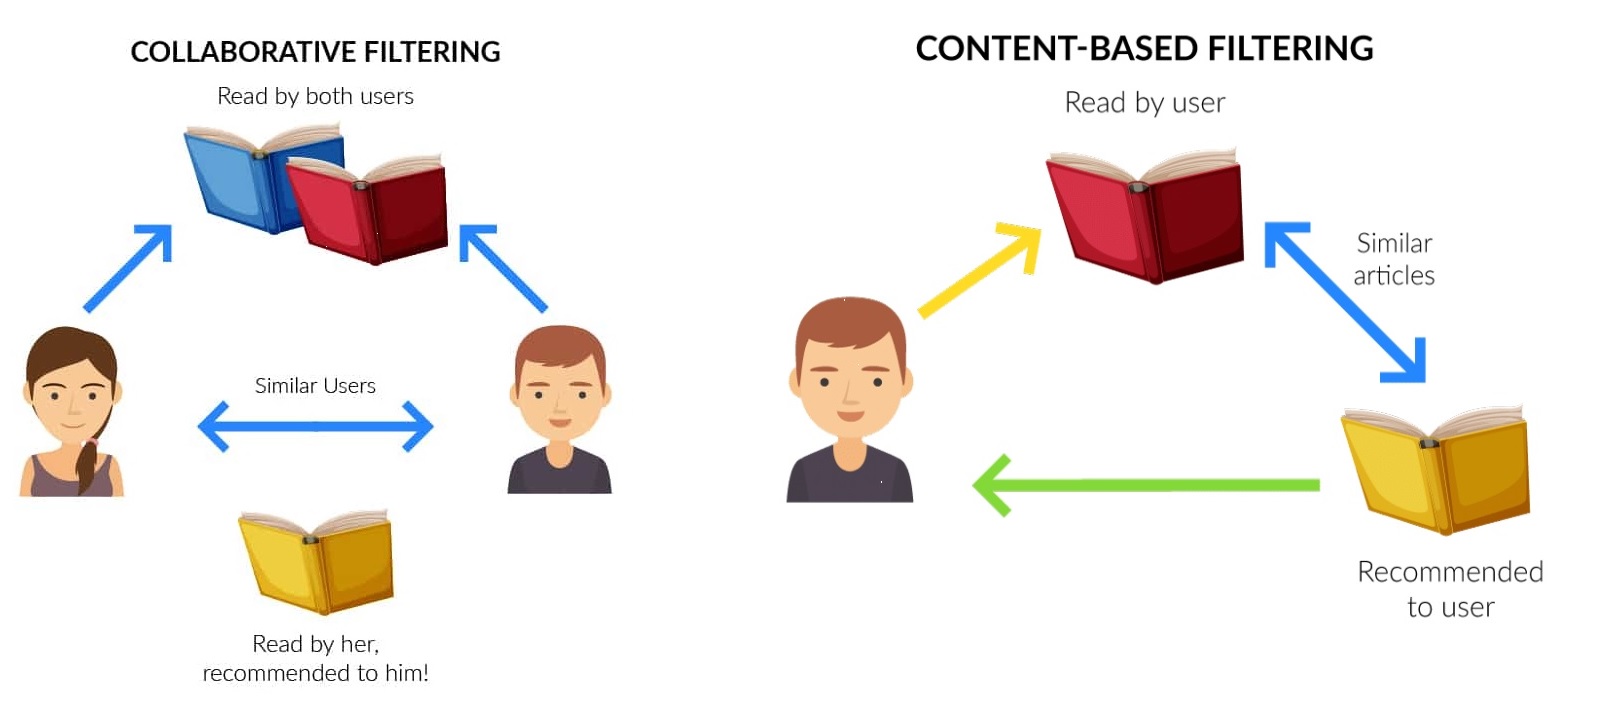 COLLABORATIVE FILTERING
Read by both users
Similar Users
Read by her,
recommended to him!
CONTENT-BASED FILTERING
Read by user
Similar
articles
Recommended
to user